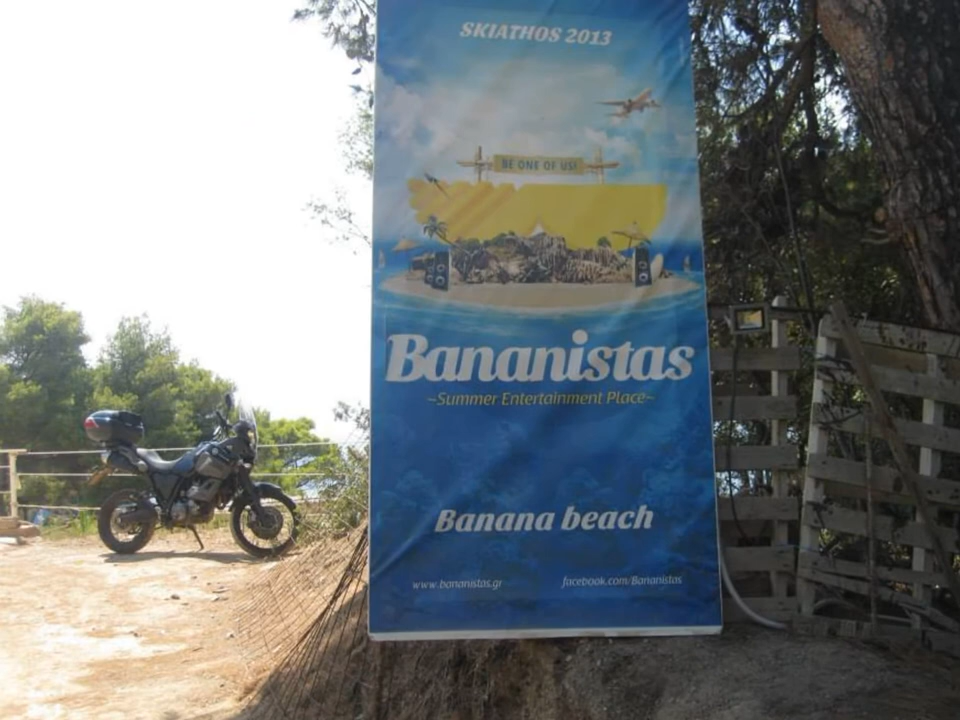 SKIATHOS 2013
BE ONE OF US!
Bananistas
~Summer Entertainment Place~
Banana beach
www.bananistas.gr facebook.com/Bananistas